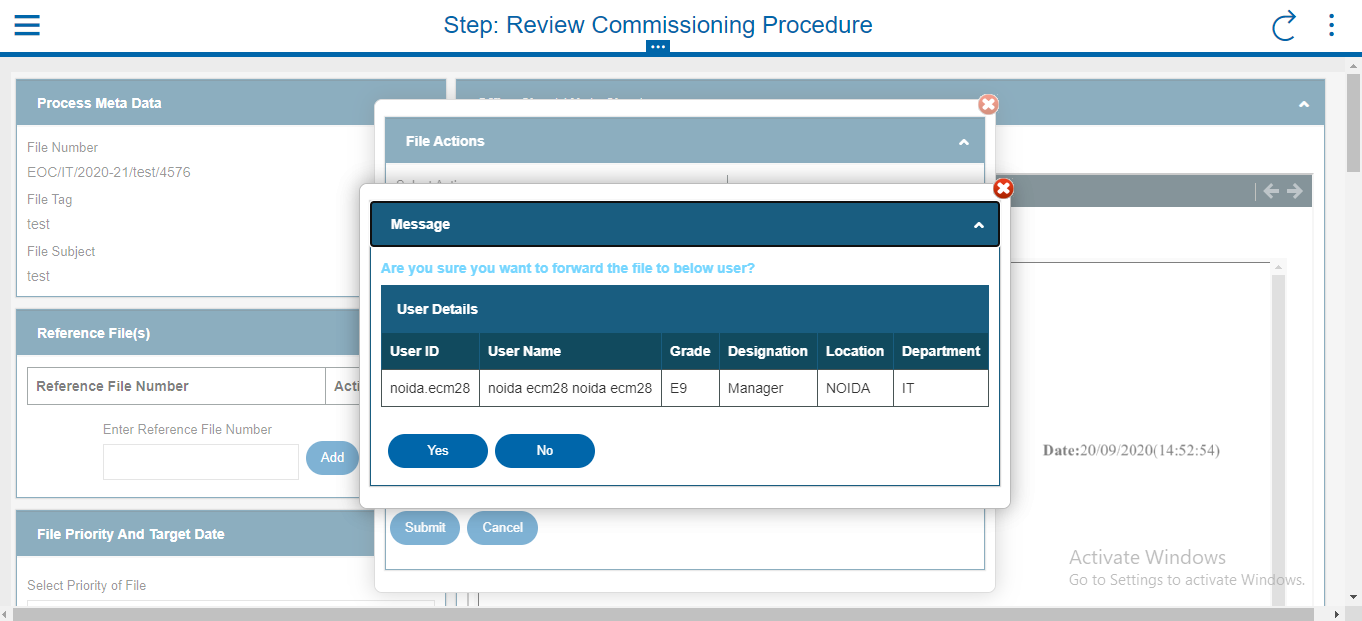 Step: Review Commissioning Procedure
Process Meta Data
File Number
EOC/IT/2020-21/test/4576
File Tag
test
File Subject
test
Reference File(s)
Reference File Number
Enter Reference File Number
Add
File Priority And Target Date
Select Priority of File
File Actions
Message
Are you sure you want to forward the file to below user?
User Details
User ID User Name Grade Designation Location Department
noida.ecm28 noida ecm28 noida ecm28 E9 Manager NOIDA IT
Yes No
Submit Cancel
Date:20/09/2020(14:52:54)
Activate Windows
Go to Settings to activate Windows.